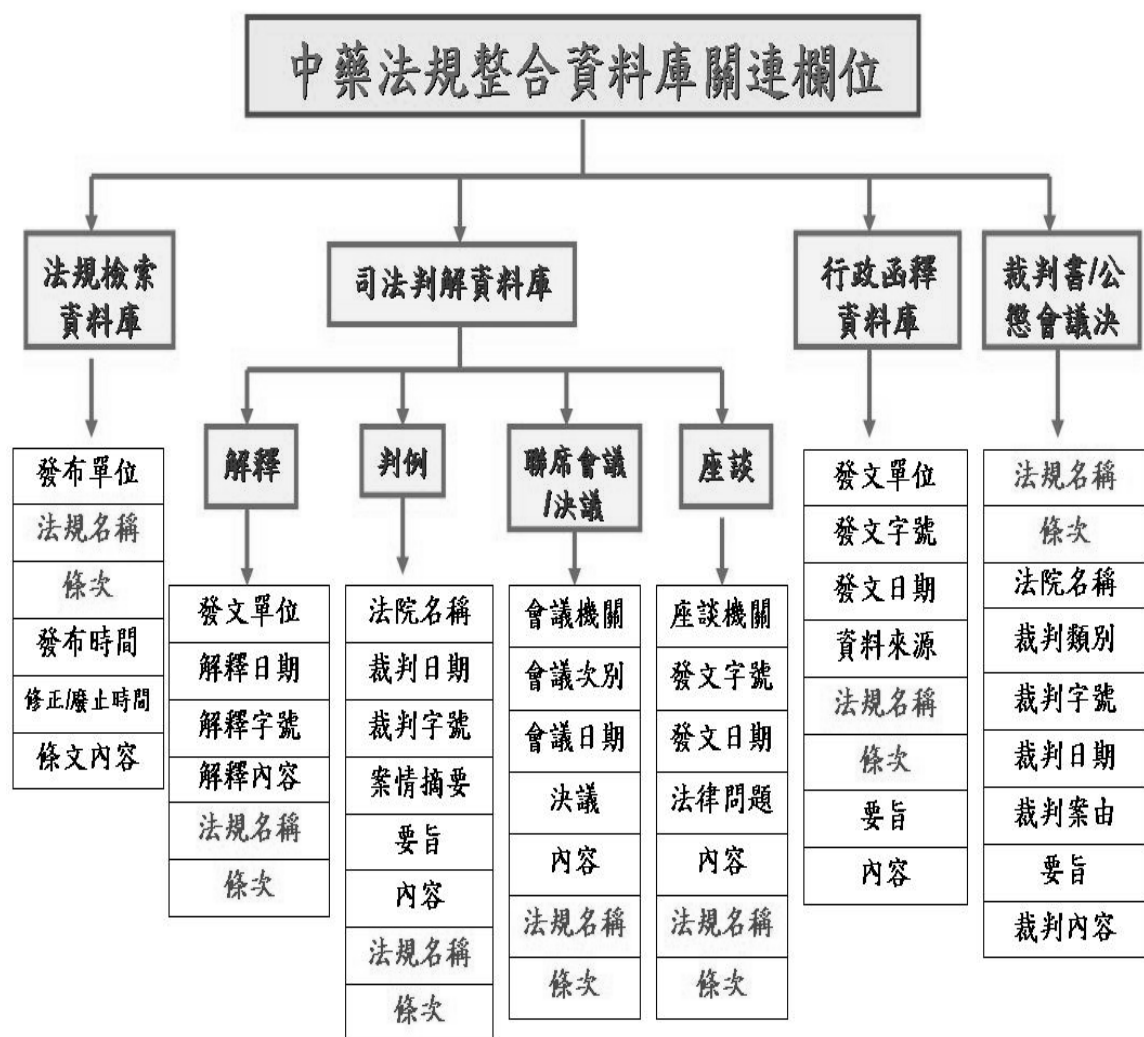 中藥法規整合資料庫關連欄位
法規檢索
資料庫
司法判解資料庫
行政函釋
資料庫
裁判書/公
懲會議決
解釋
判例
聯席會議
/決議
座談
發布單位
法規名稱
條次
發布時間
修正/廢止時間
條文內容
發文單位
解釋日期
解釋字號
解釋內容
法規名稱
條次
法院名稱
裁判日期
裁判字號
案情摘要
要旨
內容
法規名稱
條次
會議機關
會議次別
會議日期
決議
內容
法規名稱
條次
座談機關
發文字號
發文日期
法律問題
內容
法規名稱
條次
發文單位
發文字號
發文日期
資料來源
法規名稱
條次
要旨
內容
法規名稱
條次
法院名稱
裁判類別
裁判字號
裁判日期
裁判案由
要旨
裁判內容